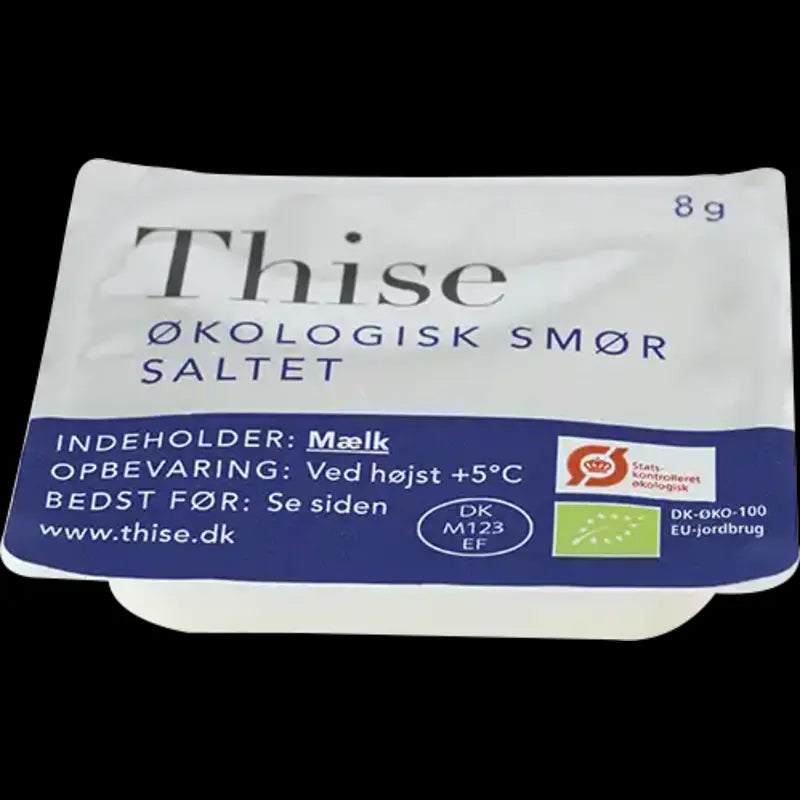 8 g
Thise
ØKOLOGISK SMØR
SALTET
INDEHOLDER: Mælk
OPBEVARING: Ved højst +5°C
BEDST FØR: Se siden
www.thise.dk
DK
M123
EF
Ø
Stats-
kontrolleret
økologisk
DK-ØKO-100
EU-jordbrug